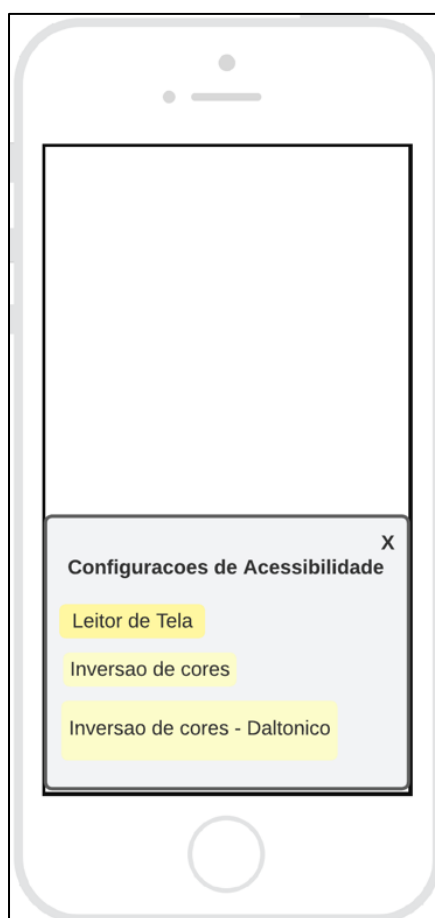 X
Configuracoes de Acessibilidade
Leitor de Tela
Inversao de cores
Inversao de cores - Daltonico